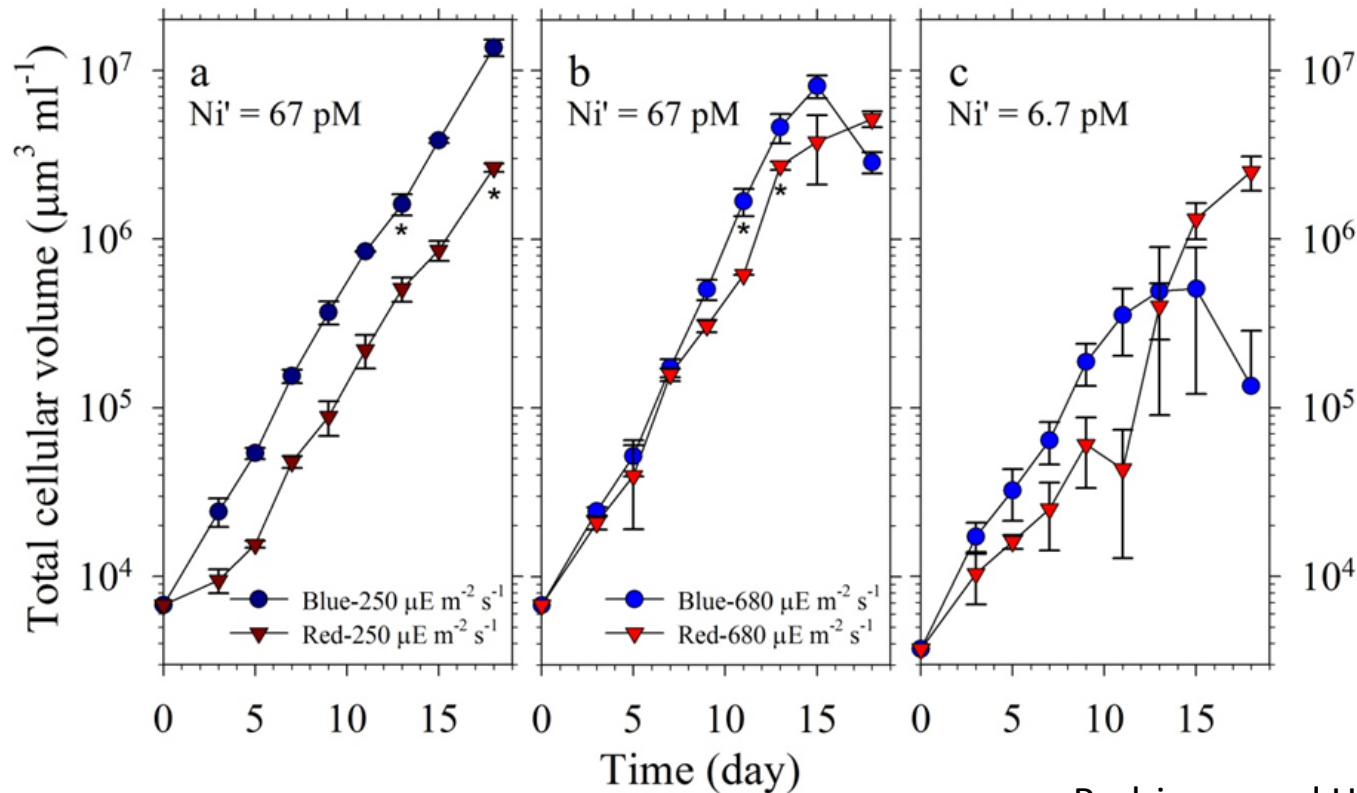 Total cellular volume (µm³ ml⁻¹)
10⁷
10⁶
10⁵
10⁴
a
Ni' = 67 pM
Blue-250 µE m⁻² s⁻¹
Red-250 µE m⁻² s⁻¹
*
*
b
Ni' = 67 pM
Blue-680 µE m⁻² s⁻¹
Red-680 µE m⁻² s⁻¹
*
*
c
Ni' = 6.7 pM
10⁷
10⁶
10⁵
10⁴
0 5 10 15
0 5 10 15
0 5 10 15
Time (day)